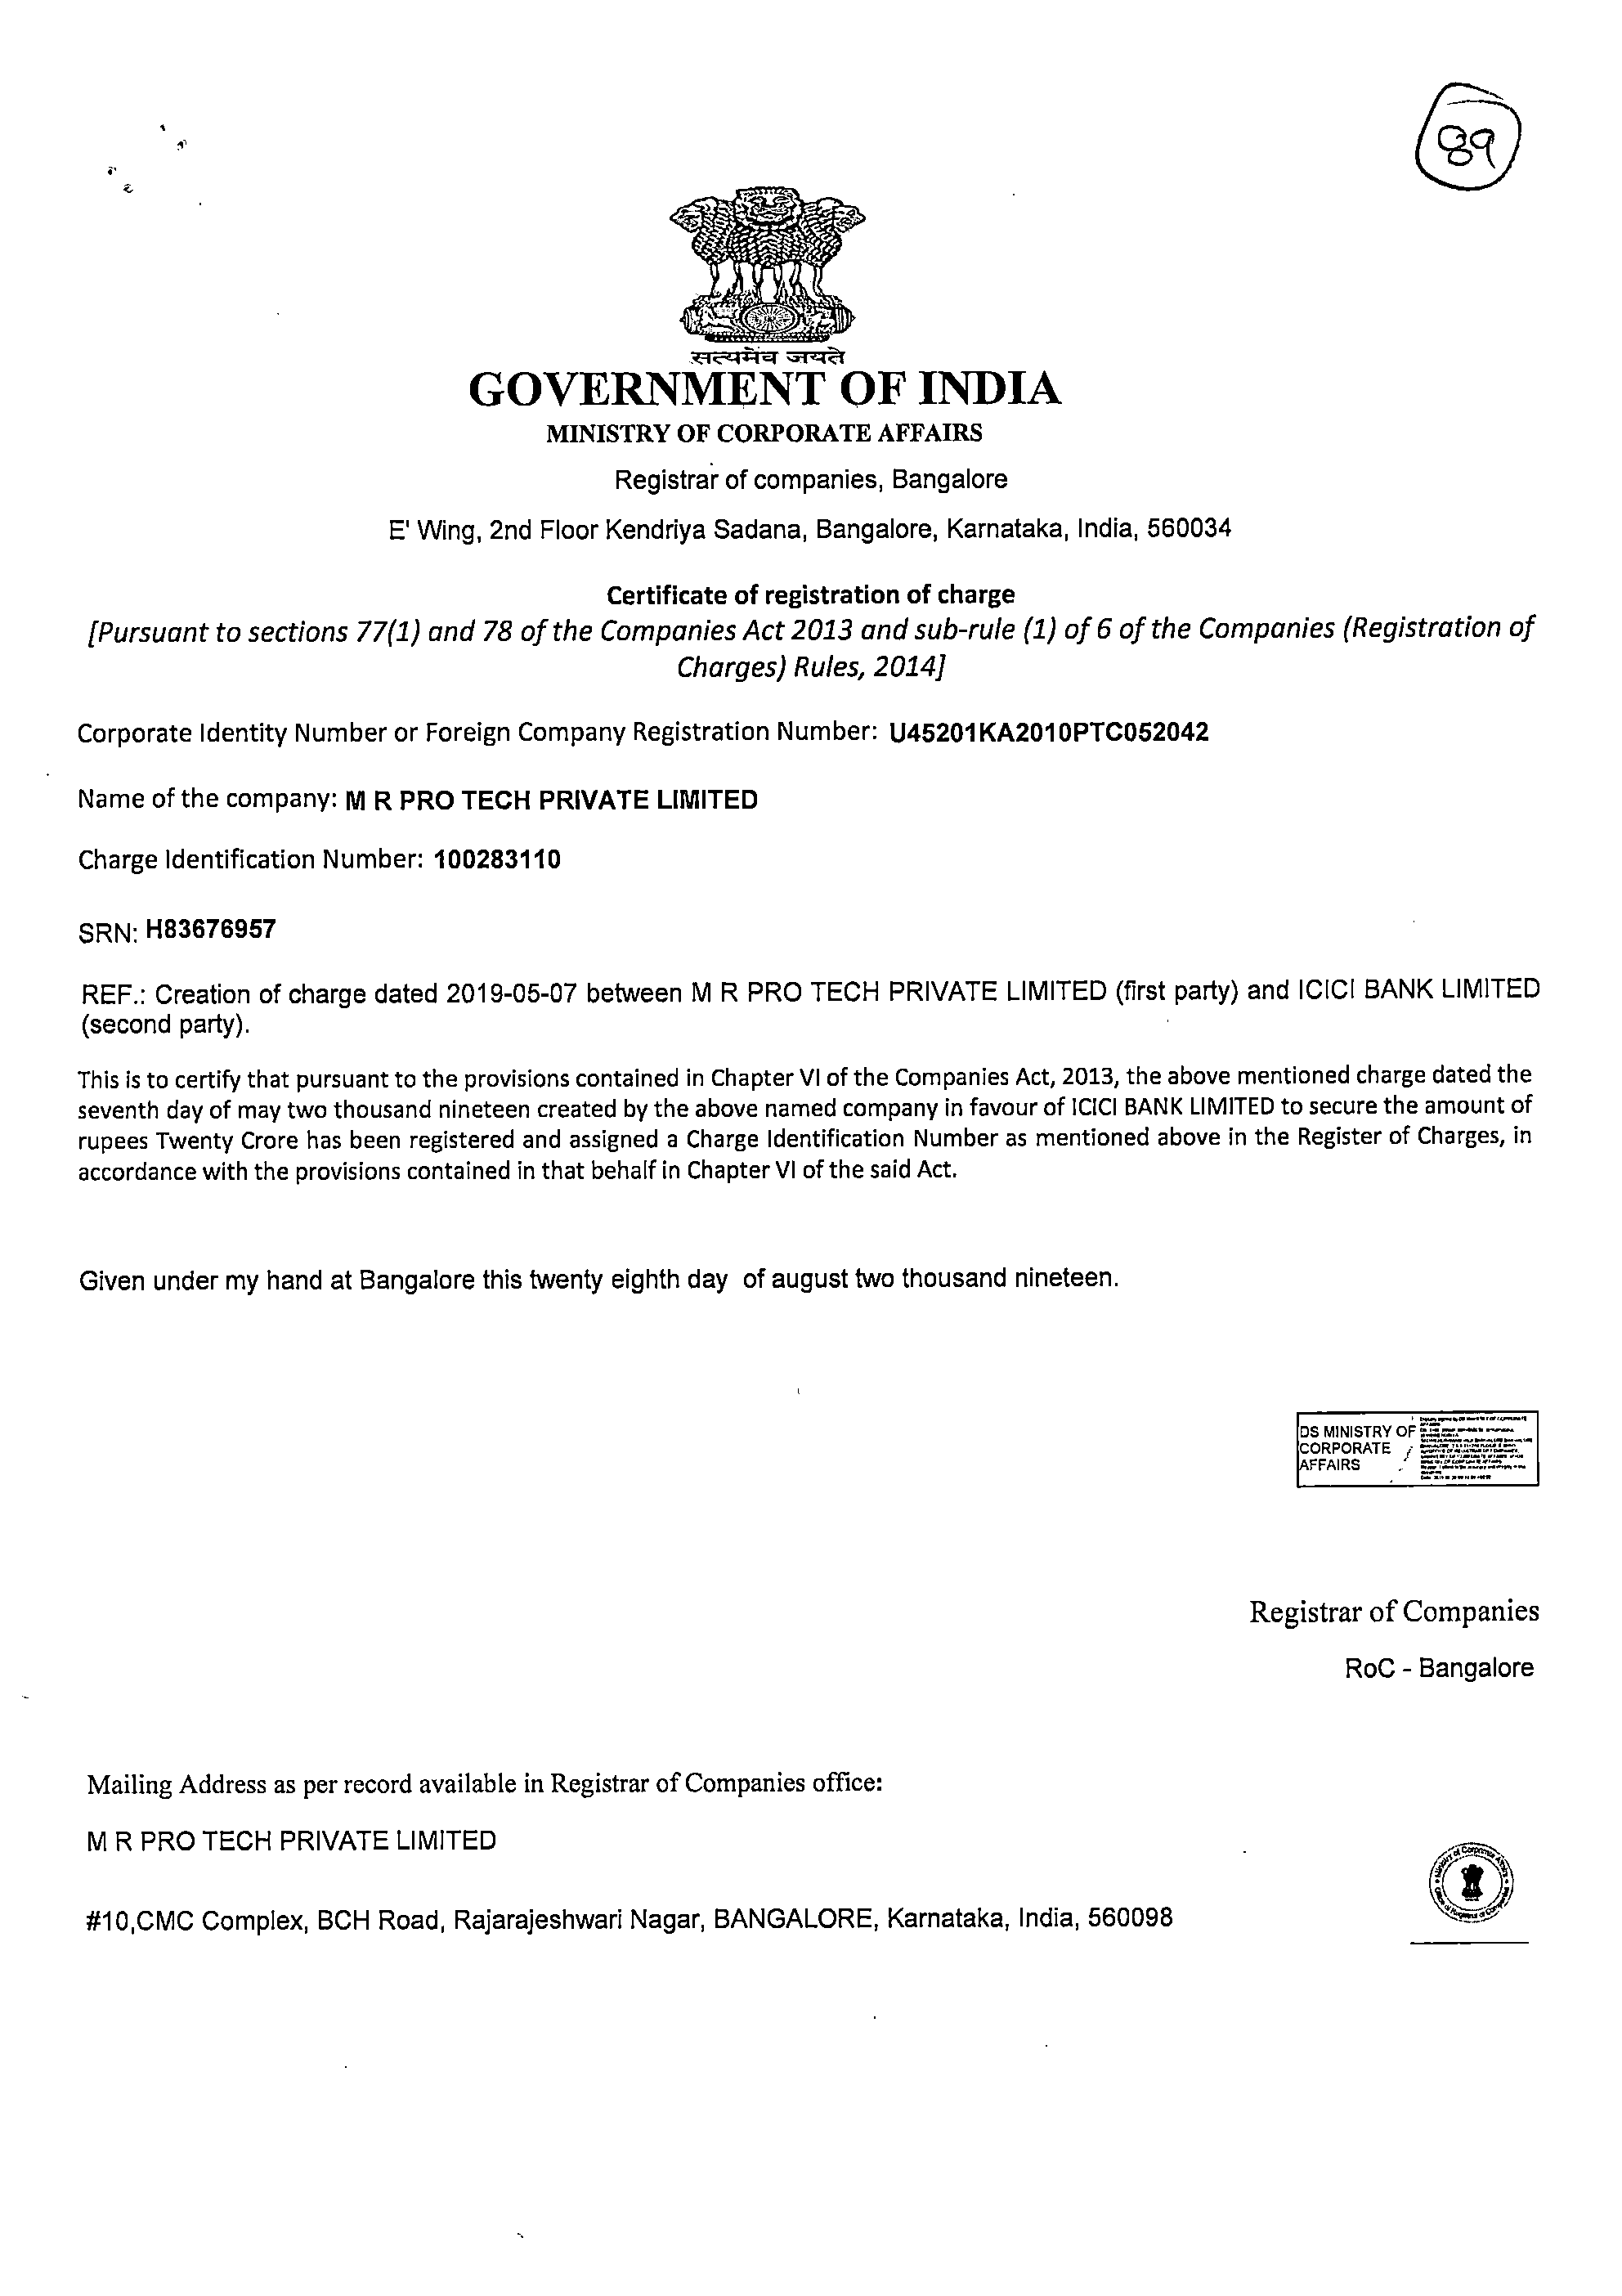 89
सत्यमेव जयते
GOVERNMENT OF INDIA
MINISTRY OF CORPORATE AFFAIRS
Registrar of companies, Bangalore
E' Wing, 2nd Floor Kendriya Sadana, Bangalore, Karnataka, India, 560034
Certificate of registration of charge
[Pursuant to sections 77(1) and 78 of the Companies Act 2013 and sub-rule (1) of 6 of the Companies (Registration of
Charges) Rules, 2014]
Corporate Identity Number or Foreign Company Registration Number: U45201KA2010PTC052042
Name of the company: M R PRO TECH PRIVATE LIMITED
Charge Identification Number: 100283110
SRN: H83676957
REF.: Creation of charge dated 2019-05-07 between M R PRO TECH PRIVATE LIMITED (first party) and ICICI BANK LIMITED
(second party).
This is to certify that pursuant to the provisions contained in Chapter VI of the Companies Act, 2013, the above mentioned charge dated the
seventh day of may two thousand nineteen created by the above named company in favour of ICICI BANK LIMITED to secure the amount of
rupees Twenty Crore has been registered and assigned a Charge Identification Number as mentioned above in the Register of Charges, in
accordance with the provisions contained in that behalf in Chapter VI of the said Act.
Given under my hand at Bangalore this twenty eighth day of august two thousand nineteen.
DS MINISTRY OF
CORPORATE
AFFAIRS
Registrar of Companies
RoC - Bangalore
Mailing Address as per record available in Registrar of Companies office:
M R PRO TECH PRIVATE LIMITED
#10,CMC Complex, BCH Road, Rajarajeshwari Nagar, BANGALORE, Karnataka, India, 560098